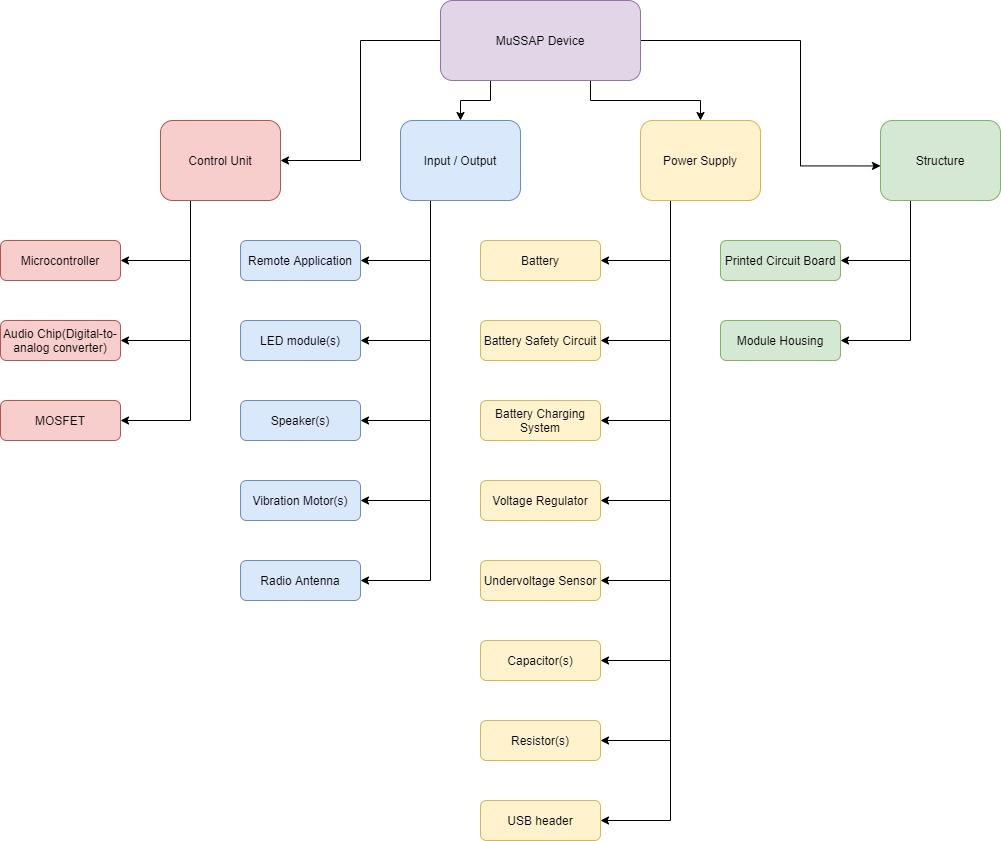 MuSSAP Device
Control Unit
Input / Output
Power Supply
Structure
Microcontroller
Remote Application
Battery
Printed Circuit Board
Audio Chip(Digital-to-
analog converter)
LED module(s)
Battery Safety Circuit
Module Housing
MOSFET
Speaker(s)
Battery Charging
System
Vibration Motor(s)
Voltage Regulator
Radio Antenna
Undervoltage Sensor
Capacitor(s)
Resistor(s)
USB header